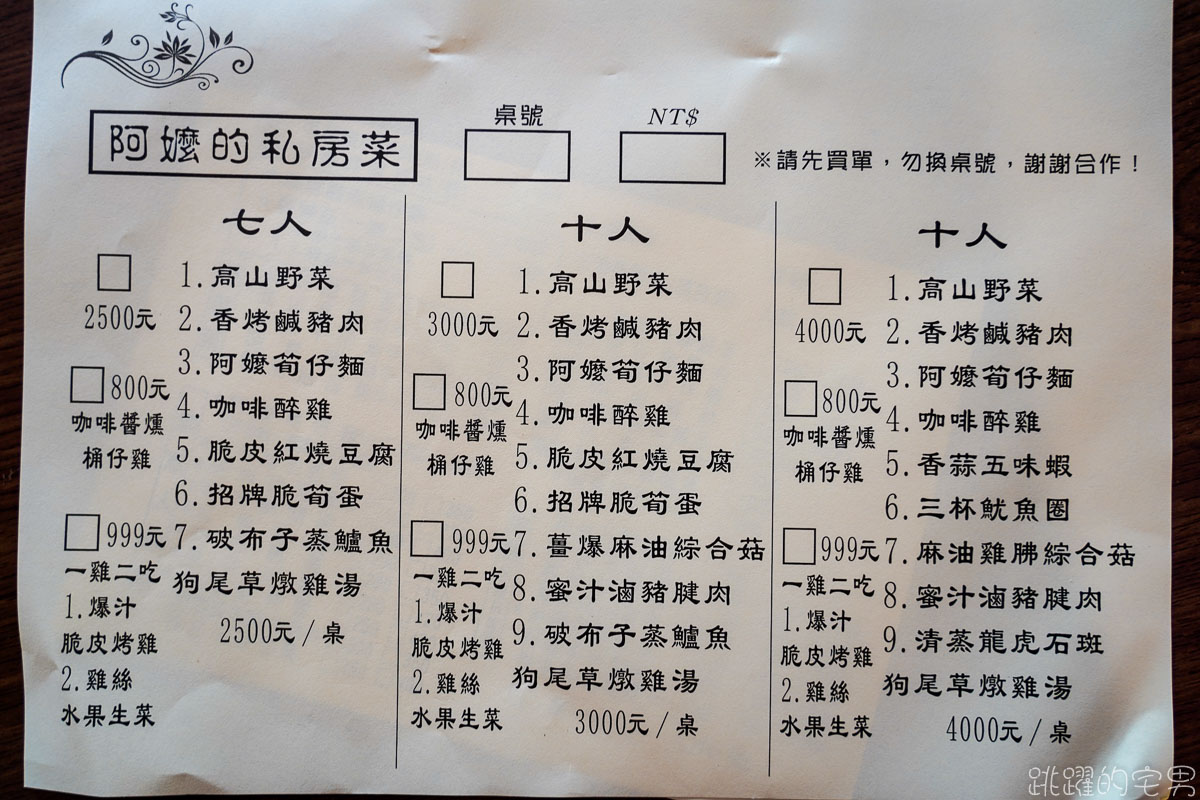 阿嬤的私房菜
桌號
NT$
※請先買單，勿換桌號，謝謝合作！
七人
2500元
800元
咖啡醬燻
桶仔雞
999元
一雞二吃
1.爆汁
脆皮烤雞
2.雞絲
水果生菜
1.高山野菜
2.香烤鹹豬肉
3.阿嬤筍仔麵
4.咖啡醉雞
5.脆皮紅燒豆腐
6.招牌脆筍蛋
7.破布子蒸鱸魚
狗尾草燉雞湯
2500元/桌
十人
3000元
800元
咖啡醬燻
桶仔雞
999元
一雞二吃
1.爆汁
脆皮烤雞
2.雞絲
水果生菜
1.高山野菜
2.香烤鹹豬肉
3.阿嬤筍仔麵
4.咖啡醉雞
5.脆皮紅燒豆腐
6.招牌脆筍蛋
7.薑爆麻油綜合菇
8.蜜汁滷豬腱肉
9.破布子蒸鱸魚
狗尾草燉雞湯
3000元/桌
十人
4000元
800元
咖啡醬燻
桶仔雞
999元
一雞二吃
1.爆汁
脆皮烤雞
2.雞絲
水果生菜
1.高山野菜
2.香烤鹹豬肉
3.阿嬤筍仔麵
4.咖啡醉雞
5.香蒜五味蝦
6.三杯魷魚圈
7.麻油雞胇綜合菇
8.蜜汁滷豬腱肉
9.清蒸龍虎石斑
狗尾草燉雞湯
4000元/桌
跳躍的宅男